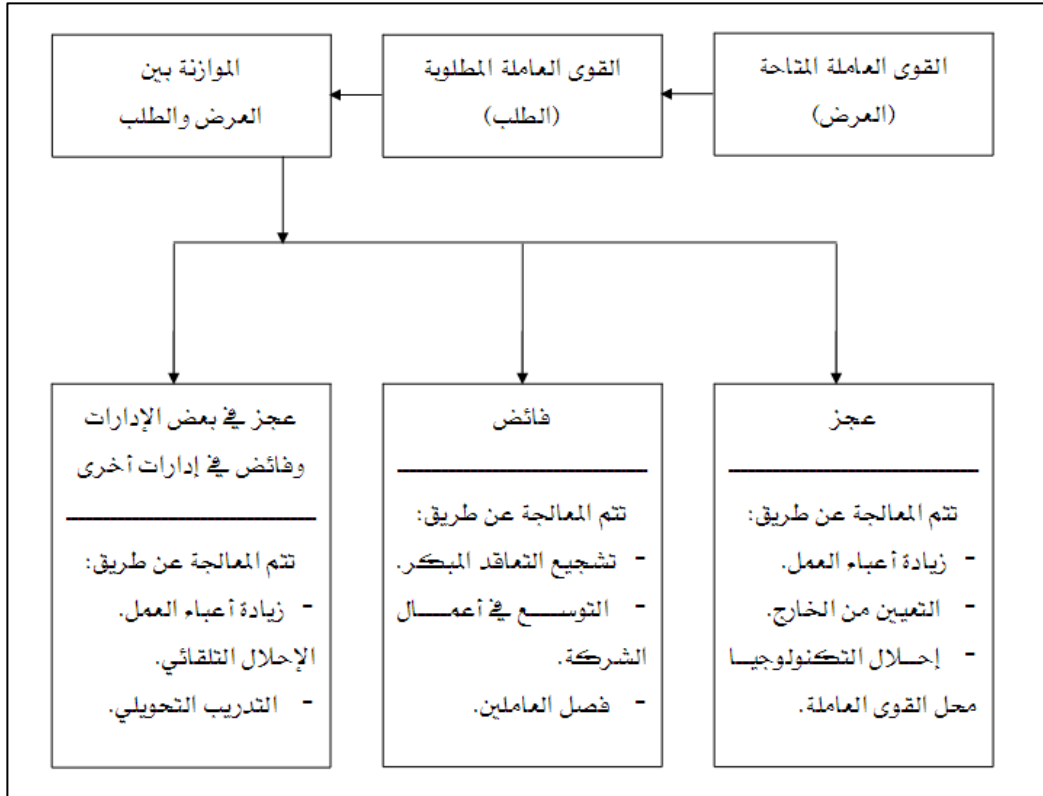 القوى العاملة المتاحة
(العرض)
القوى العاملة المطلوبة
(الطلب)
الموازنة بين
العرض والطلب
عجز
تتم المعالجة عن طريق:
- زيادة أعباء العمل.
- التعيين من الخارج.
- إحلال التكنولوجيا
محل القوى العاملة.
فائض
تتم المعالجة عن طريق:
- تشجيع التعاقد المبكر.
- التوسع في أعمال
الشركة.
- فصل العاملين.
عجز في بعض الإدارات
وفائض في إدارات أخرى
تتم المعالجة عن طريق:
- زيادة أعباء العمل.
الإحلال التلقائي.
- التدريب التحويلي.